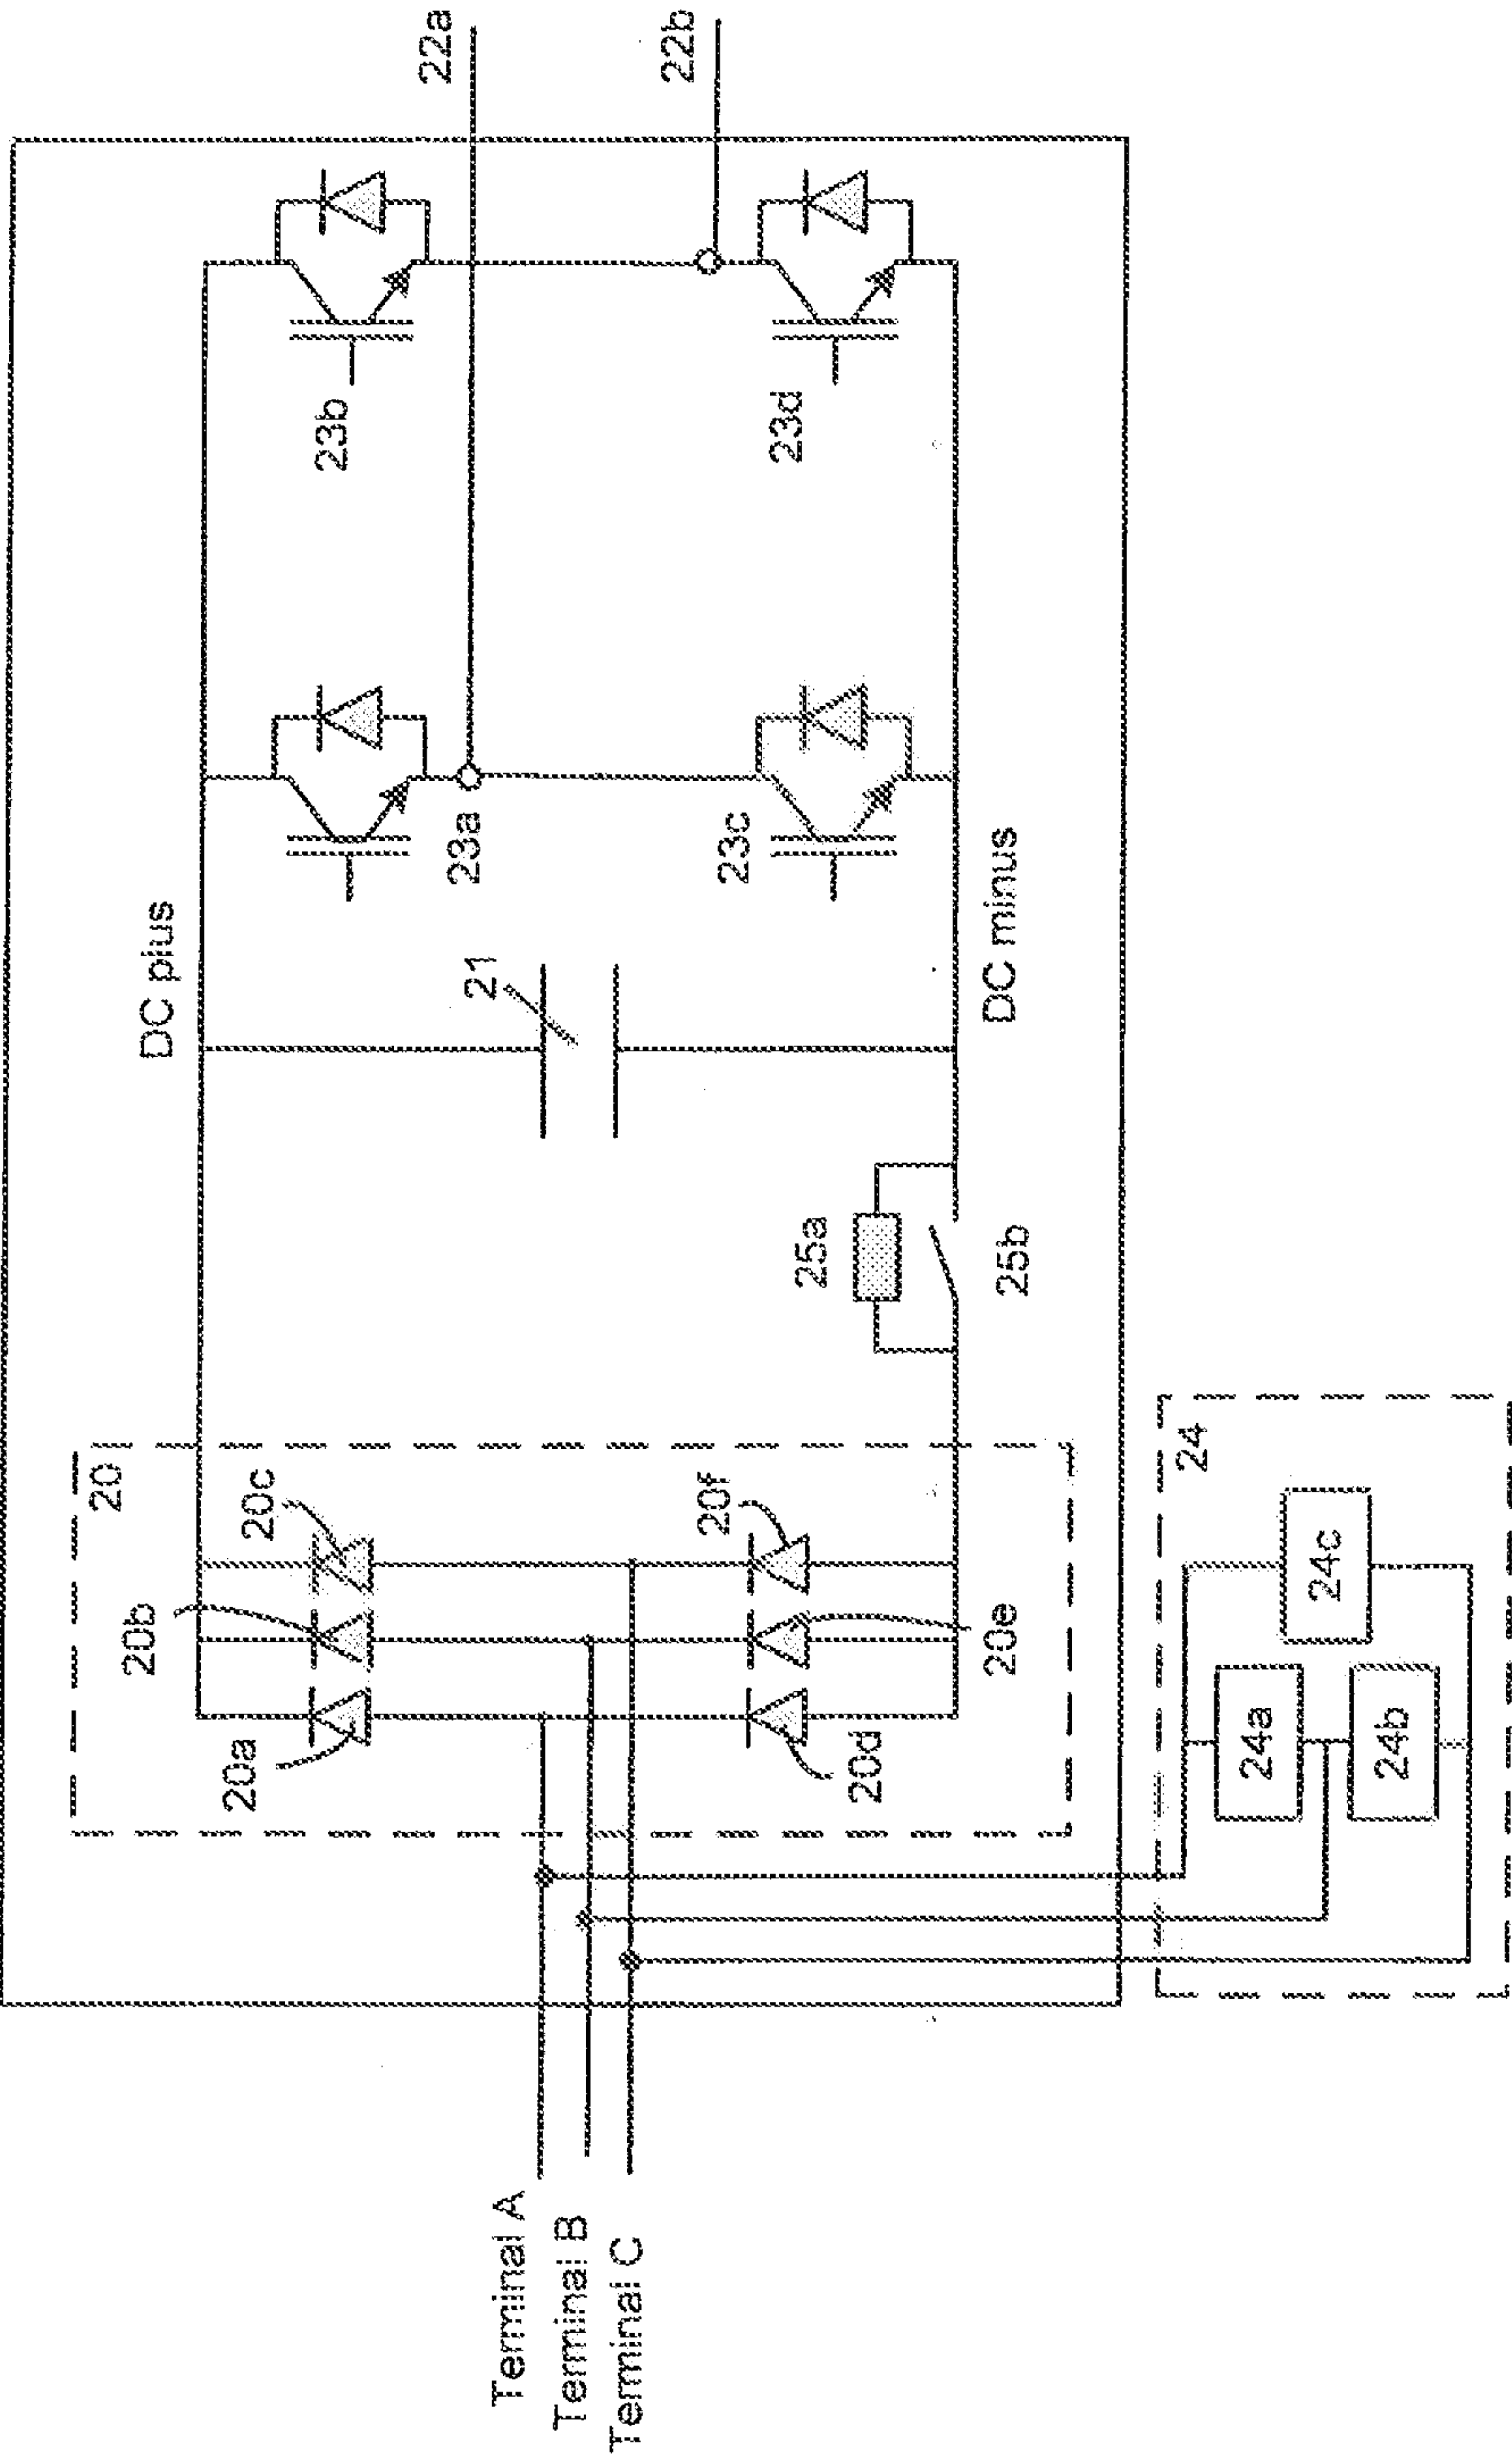 DC plus
20
20a
20b
20c
21
22a
23a
23b
22b
20d
20e
20f
25a
25b
23c
23d
DC minus
Terminal A
Terminal B
Terminal C
24
24a
24b
24c